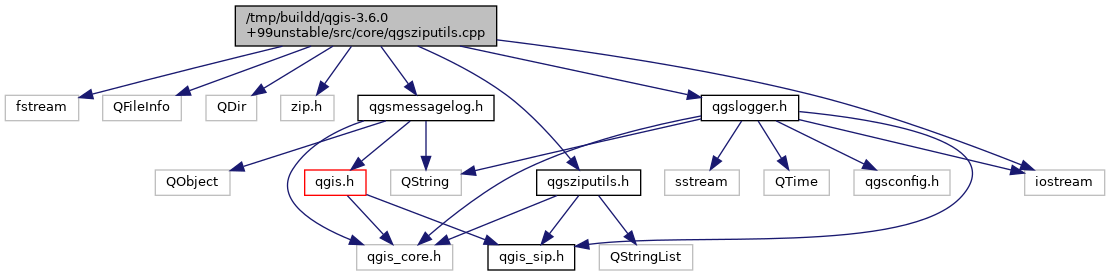 /tmp/buildd/qgis-3.6.0
+99unstable/src/core/qgsziputils.cpp
fstream
QFileInfo
QDir
zip.h
qgsmessagelog.h
qgslogger.h
QObject
qgis.h
QString
qgsziputils.h
sstream
QTime
qgsconfig.h
iostream
qgis_core.h
qgis_sip.h
QStringList